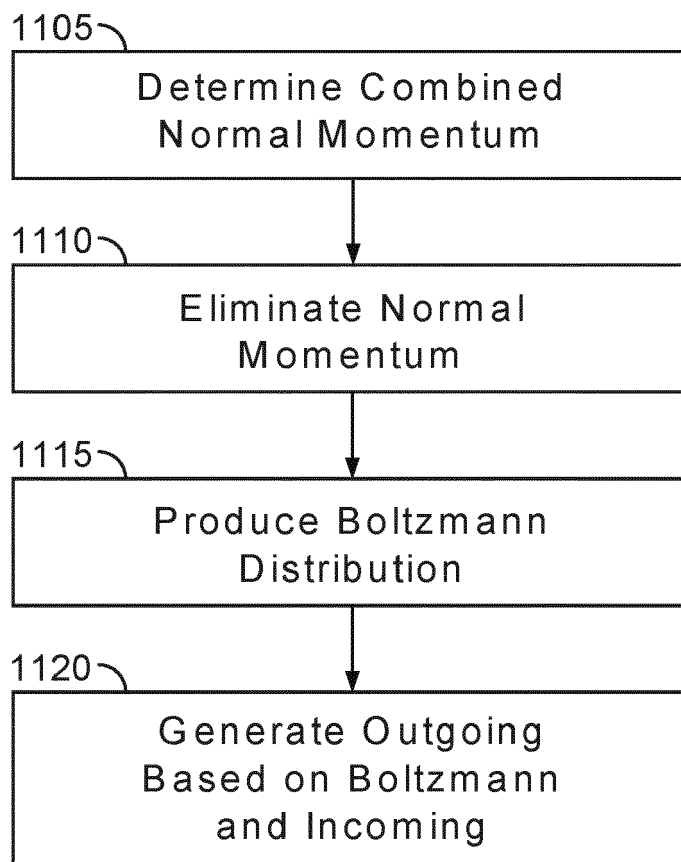 1105
Determine Combined
Normal Momentum
1110
Eliminate Normal
Momentum
1115
Produce Boltzmann
Distribution
1120
Generate Outgoing
Based on Boltzmann
and Incoming